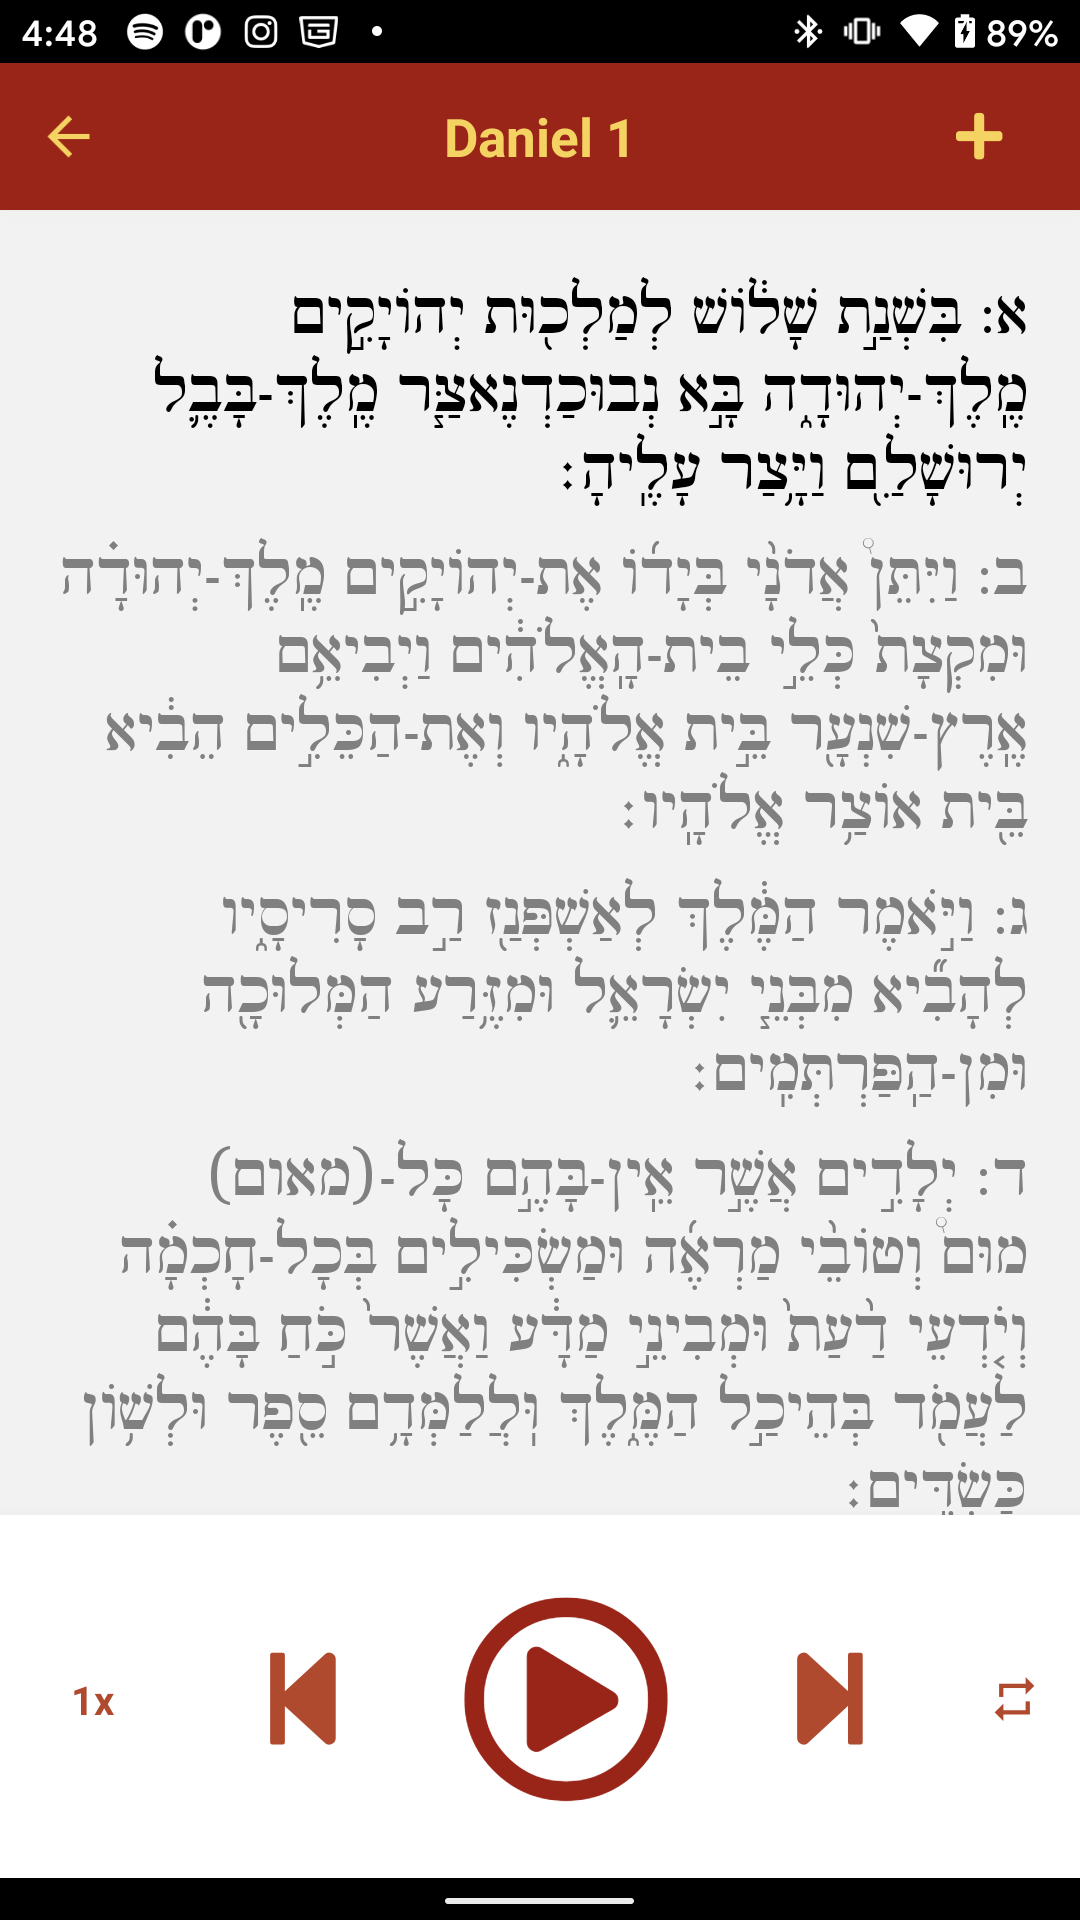 4:48
89%
Daniel 1
א: בִּשְׁנַ֣ת שָׁל֔וֹשׁ לְמַלְכ֖וּת יְהוֹיָקִ֣ים
מֶֽלֶךְ-יְהוּדָ֑ה בָּ֣א נְבוּכַדְנֶאצַּ֧ר מֶֽלֶךְ-בָּבֶ֛ל
יְרוּשָׁלִַ֖ם וַיָּ֥צַר עָלֶֽיהָ׃
ב: וַיִּתֵּן֩ אֲדֹנָ֨י בְּיָד֜וֹ אֶת-יְהוֹיָקִ֣ים מֶֽלֶךְ-יְהוּדָ֗ה
וּמִקְצָת֙ כְּלֵ֣י בֵית-הָֽאֱלֹהִ֔ים וַיְבִיאֵ֥ם
אֶֽרֶץ-שִׁנְעָ֖ר בֵּ֣ית אֱלֹהָ֑יו וְאֶת-הַכֵּלִ֣ים הֵבִ֔יא
בֵּ֖ית אוֹצַ֥ר אֱלֹהָֽיו׃
ג: וַיֹּ֣אמֶר הַמֶּ֔לֶךְ לְאַשְׁפְּנַ֖ז רַ֣ב סָרִיסָ֑יו
לְהָבִ֞יא מִבְּנֵ֧י יִשְׂרָאֵ֛ל וּמִזֶּ֥רַע הַמְּלוּכָ֖ה
וּמִן-הַֽפַּרְתְּמִֽים׃
ד: יְלָדִ֣ים אֲשֶׁ֣ר אֵֽין-בָּהֶ֣ם כָּל-(מאום)
מוּם֩ וְטוֹבֵ֨י מַרְאֶ֜ה וּמַשְׂכִּילִ֣ים בְּכָל-חָכְמָ֗ה
וְיֹ֤דְעֵי דַ֙עַת֙ וּמְבִינֵ֣י מַדָּ֔ע וַאֲשֶׁר֙ כֹּ֣חַ בָּהֶ֔ם
לַעֲמֹ֖ד בְּהֵיכַ֣ל הַמֶּ֑לֶךְ וּֽלֲלַמְּדָ֥ם סֵ֖פֶר וּלְשׁ֥וֹן
כַּשְׂדִּֽים׃
1x